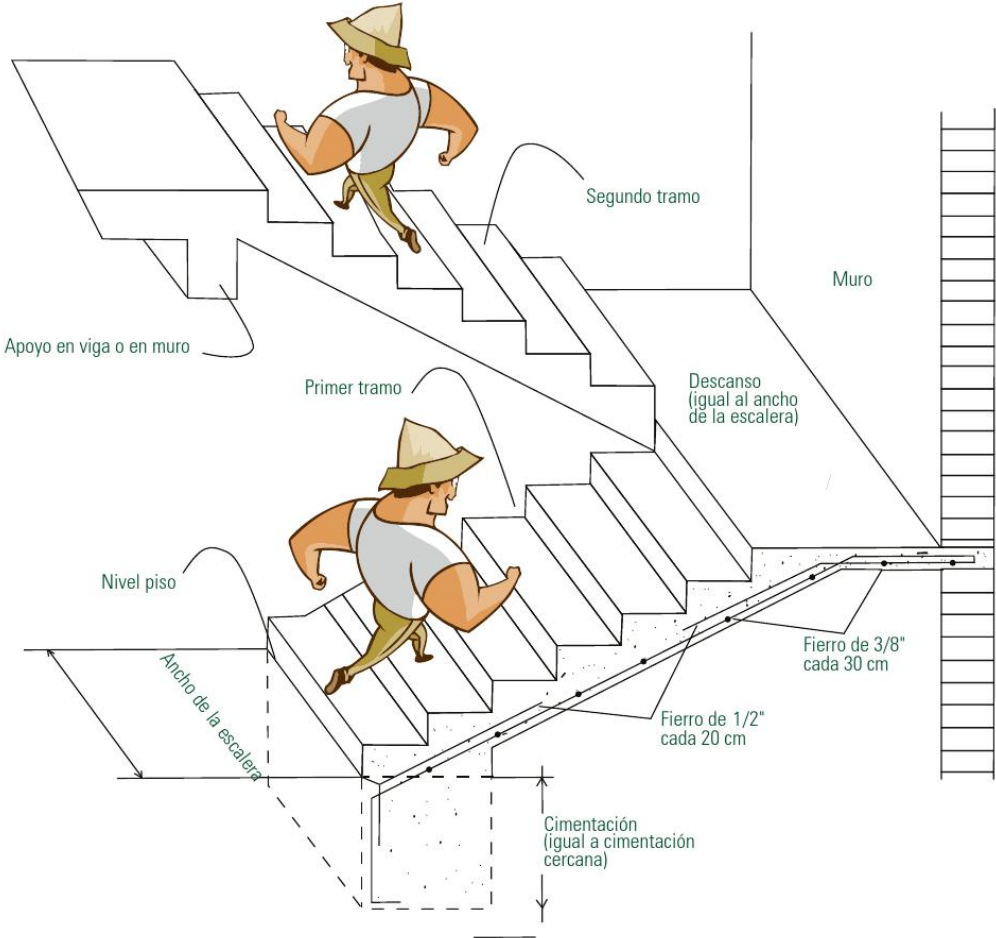 Segundo tramo
Muro
Apoyo en viga o en muro
Primer tramo
Descanso
(igual al ancho
de la escalera)
Nivel piso
Ancho de la escalera
Fierro de 3/8"
cada 30 cm
Fierro de 1/2"
cada 20 cm
Cimentación
(igual a cimentación
cercana)